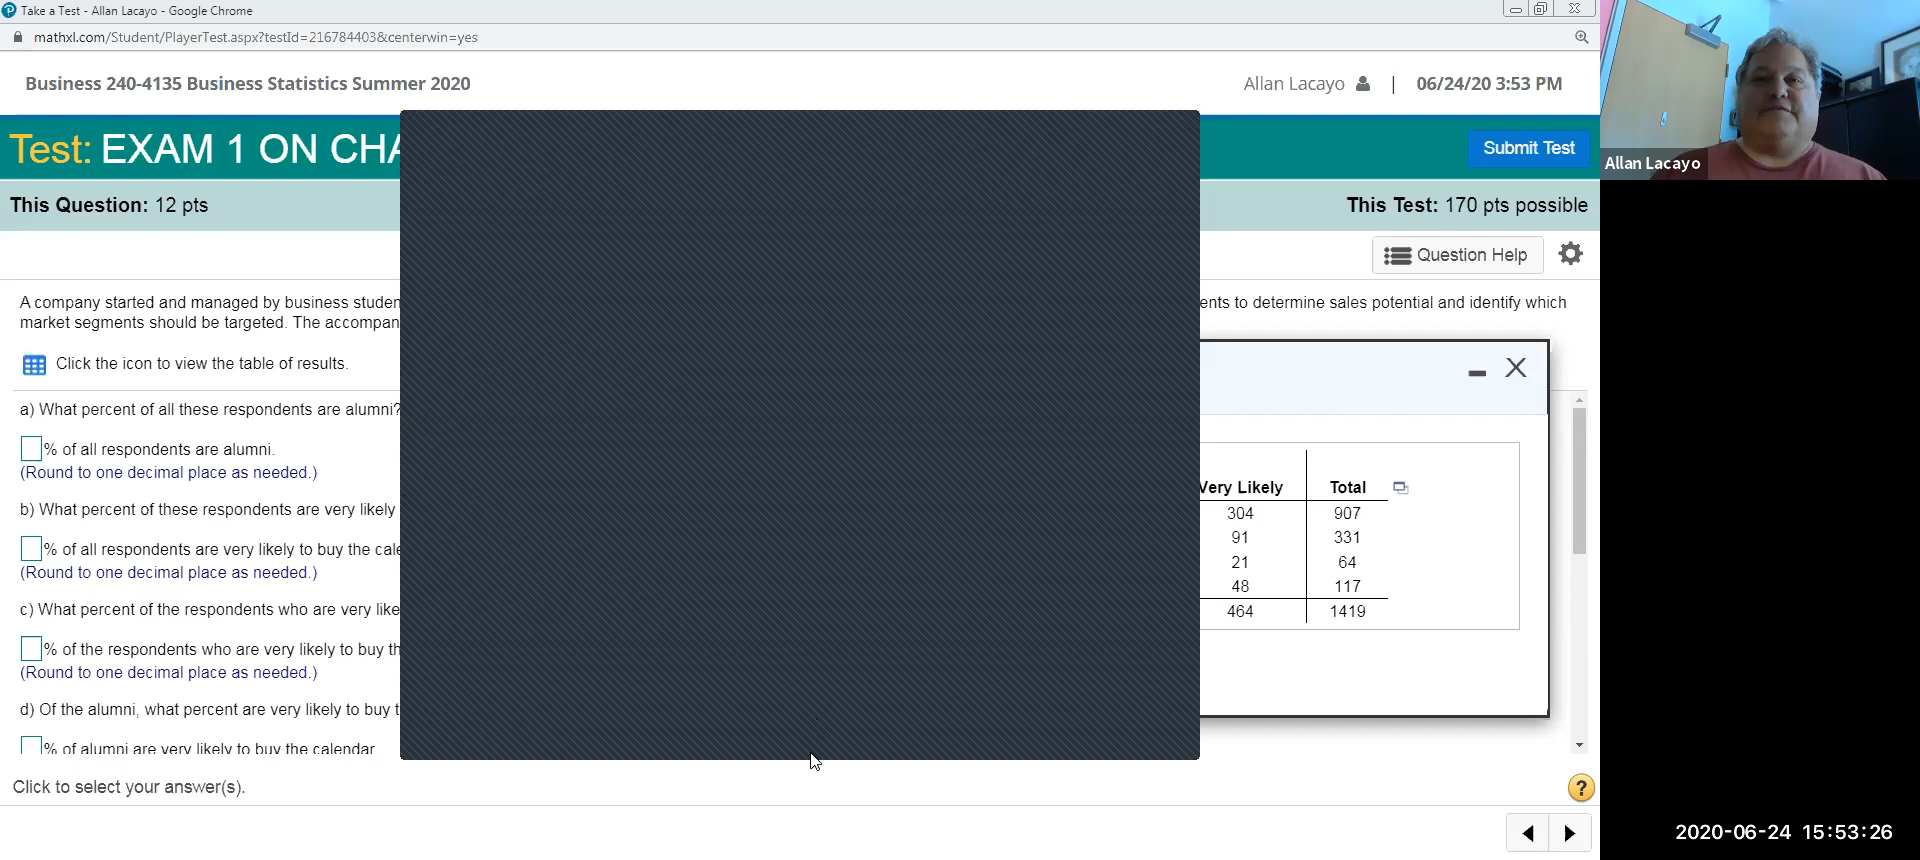 Take a Test - Allan Lacayo - Google Chrome
mathxl.com/Student/PlayerTest.aspx?testId=216784403&centerwin=yes
Business 240-4135 Business Statistics Summer 2020
Allan Lacayo | 06/24/20 3:53 PM
Test: EXAM 1 ON CHA
Submit Test
Allan Lacayo
This Question: 12 pts
This Test: 170 pts possible
Question Help
A company started and managed by business studen
ents to determine sales potential and identify which
market segments should be targeted. The accompan
Click the icon to view the table of results.
a) What percent of all these respondents are alumni?
% of all respondents are alumni.
(Round to one decimal place as needed.)
b) What percent of these respondents are very likely
% of all respondents are very likely to buy the cale
(Round to one decimal place as needed.)
c) What percent of the respondents who are very like
% of the respondents who are very likely to buy th
(Round to one decimal place as needed.)
d) Of the alumni, what percent are very likely to buy t
% of alumni are very likely to buy the calendar
Very Likely Total
304 907
91 331
21 64
48 117
464 1419
Click to select your answer(s).
?
2020-06-24 15:53:26